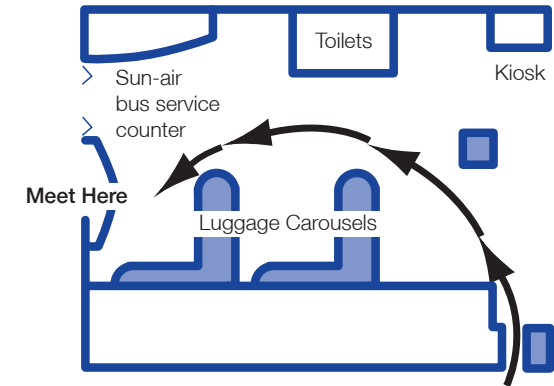 Toilets
Kiosk
Sun-air
bus service
counter
Meet Here
Luggage Carousels